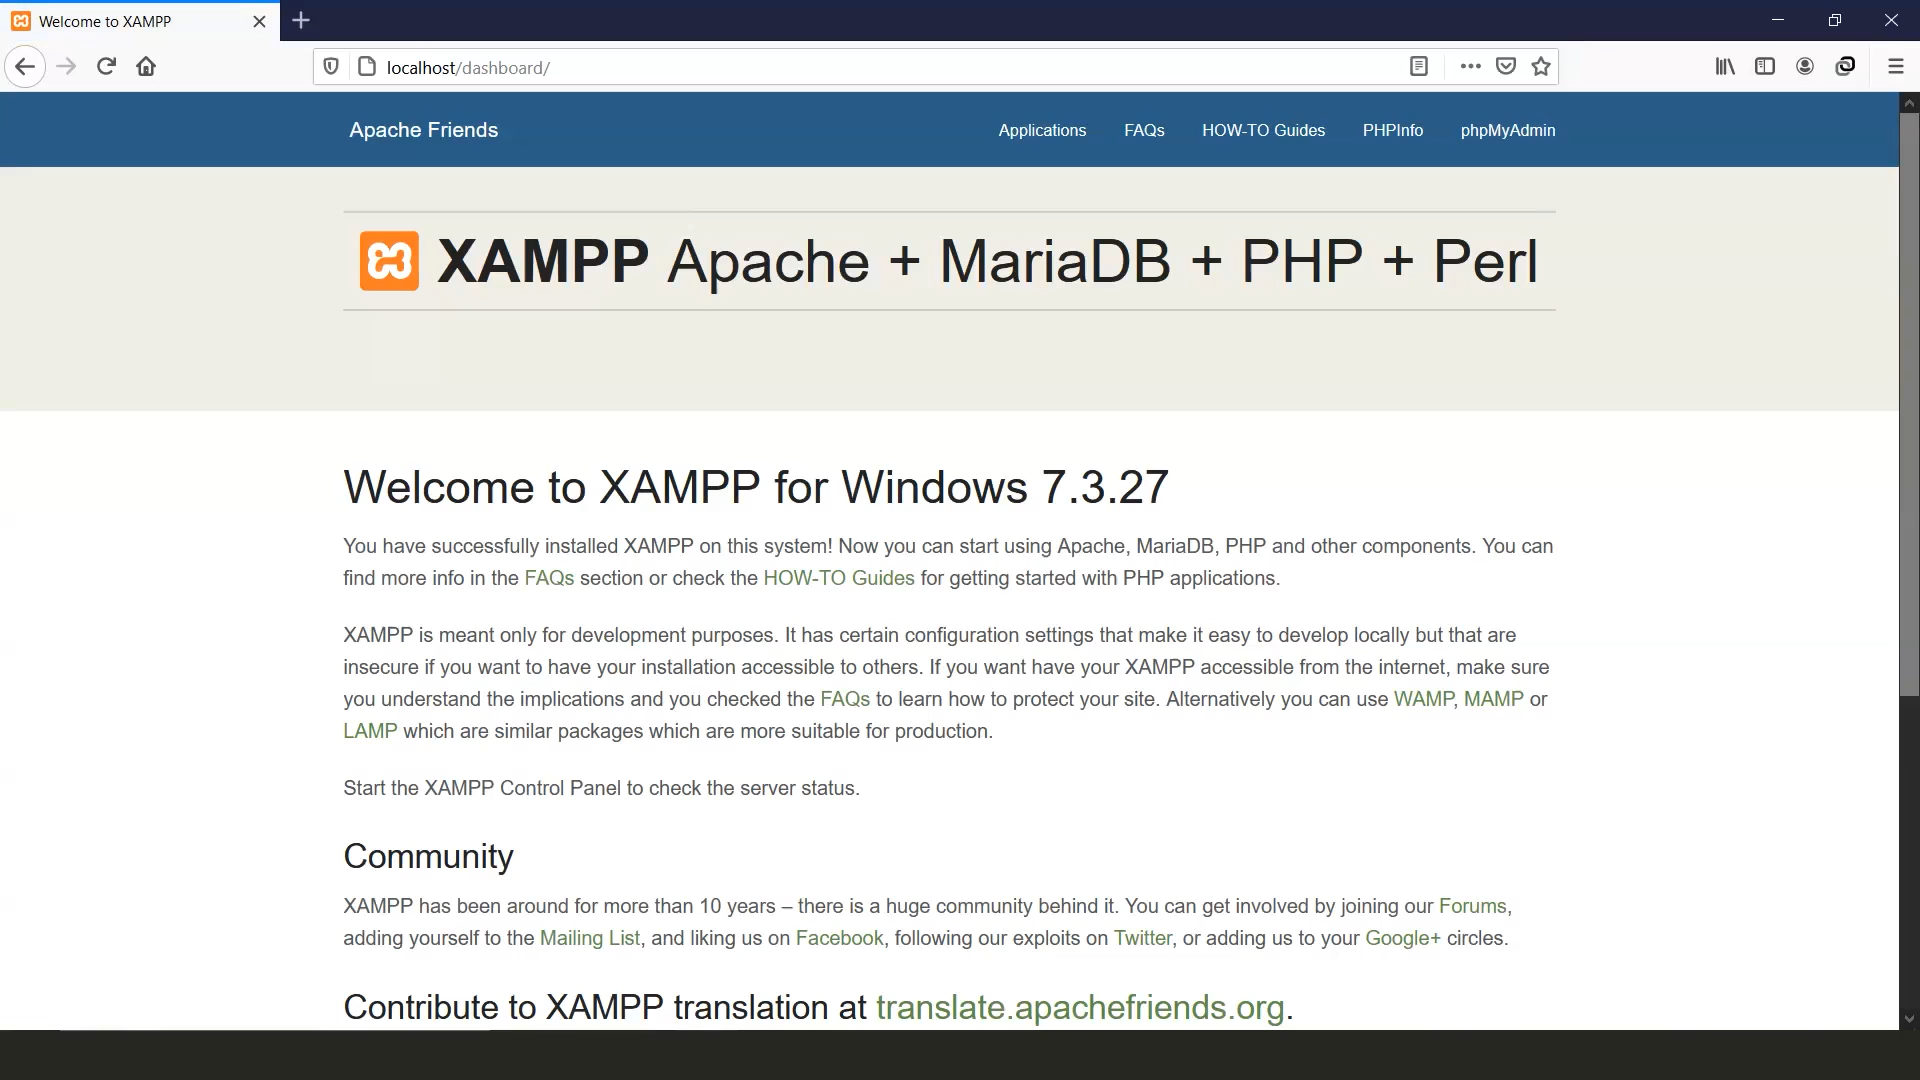 Welcome to XAMPP
localhost/dashboard/
Apache Friends
Applications
FAQs
HOW-TO Guides
PHPInfo
phpMyAdmin
XAMPP Apache + MariaDB + PHP + Perl
Welcome to XAMPP for Windows 7.3.27
You have successfully installed XAMPP on this system! Now you can start using Apache, MariaDB, PHP and other components. You can
find more info in the FAQs section or check the HOW-TO Guides for getting started with PHP applications.
XAMPP is meant only for development purposes. It has certain configuration settings that make it easy to develop locally but that are
insecure if you want to have your installation accessible to others. If you want have your XAMPP accessible from the internet, make sure
you understand the implications and you checked the FAQs to learn how to protect your site. Alternatively you can use WAMP, MAMP or
LAMP which are similar packages which are more suitable for production.
Start the XAMPP Control Panel to check the server status.
Community
XAMPP has been around for more than 10 years – there is a huge community behind it. You can get involved by joining our Forums,
adding yourself to the Mailing List, and liking us on Facebook, following our exploits on Twitter, or adding us to your Google+ circles.
Contribute to XAMPP translation at translate.apachefriends.org.